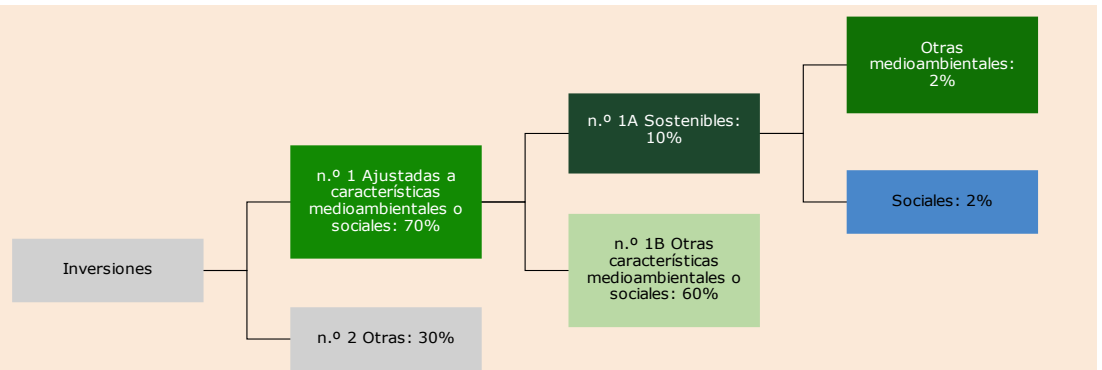 Inversiones
n.º 1 Ajustadas a
características
medioambientales o
sociales: 70%
n.º 2 Otras: 30%
n.º 1A Sostenibles:
10%
n.º 1B Otras
características
medioambientales o
sociales: 60%
Otras
medioambientales:
2%
Sociales: 2%